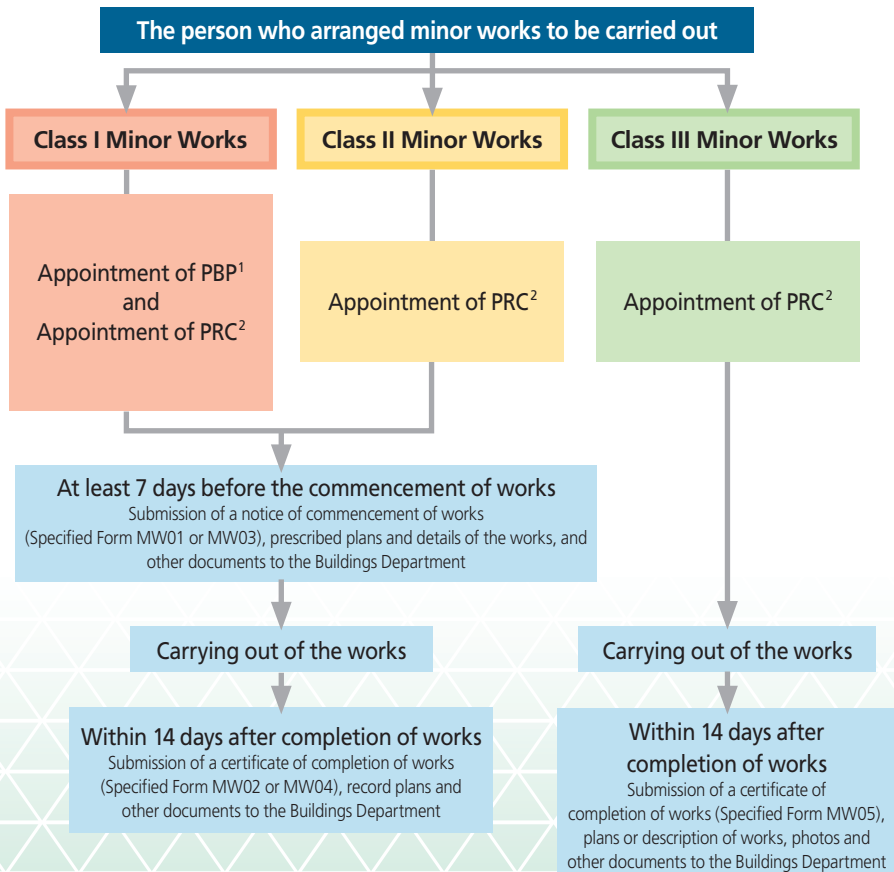 The person who arranged minor works to be carried out
Class I Minor Works
Class II Minor Works
Class III Minor Works
Appointment of PBP¹
and
Appointment of PRC²
Appointment of PRC²
Appointment of PRC²
At least 7 days before the commencement of works
Submission of a notice of commencement of works
(Specified Form MW01 or MW03), prescribed plans and details of the works, and
other documents to the Buildings Department
Carrying out of the works
Carrying out of the works
Within 14 days after completion of works
Submission of a certificate of completion of works
(Specified Form MW02 or MW04), record plans and
other documents to the Buildings Department
Within 14 days after
completion of works
Submission of a certificate of
completion of works (Specified Form MW05),
plans or description of works, photos and
other documents to the Buildings Department